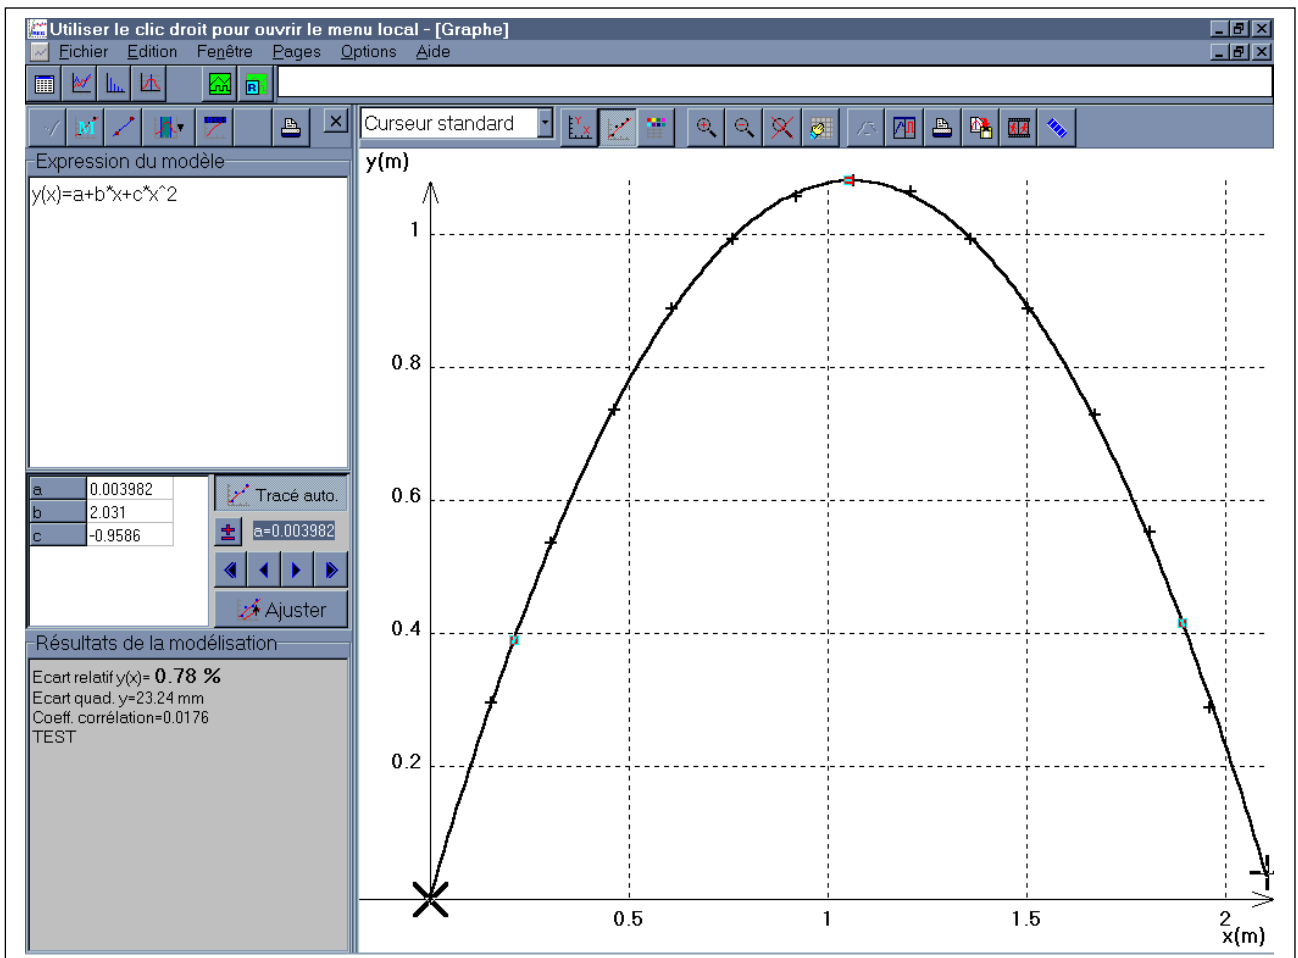 Utiliser le clic droit pour ouvrir le menu local - [Graphe]
Fichier Edition Fenêtre Pages Options Aide
Curseur standard
Expression du modèle
y(x)=a+b*x+c*x^2
a 0.003982
b 2.031
c -0.9586
Tracé auto.
± a=0.003982
Ajuster
Résultats de la modélisation
Ecart relatif y(x)= 0.78 %
Ecart quad. y=23.24 mm
Coeff. corrélation=0.0176
TEST
y(m)
1
0.8
0.6
0.4
0.2
0.5 1 1.5 2
x(m)